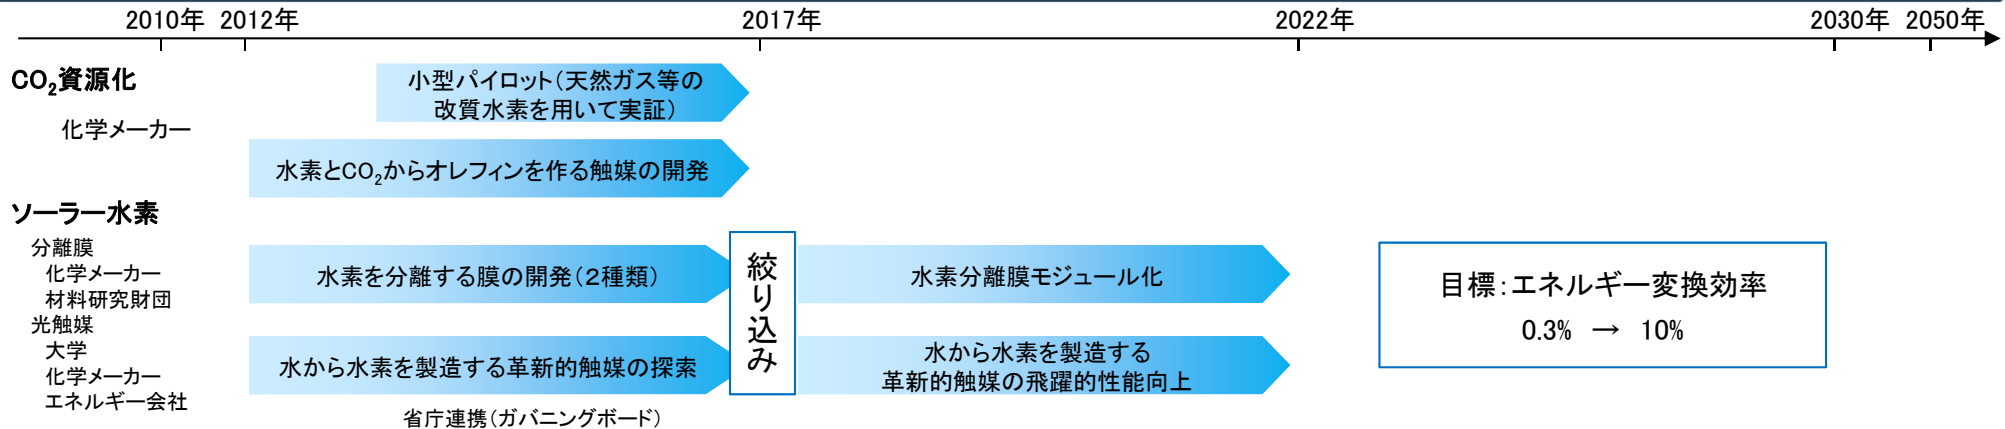 2010年 2012年 2017年 2022年 2030年 2050年
CO₂資源化
化学メーカー
小型パイロット(天然ガス等の
改質水素を用いて実証)
水素とCO₂からオレフィンを作る触媒の開発
ソーラー水素
分離膜
化学メーカー
材料研究財団
光触媒
大学
化学メーカー
エネルギー会社
水素を分離する膜の開発(2種類)
水から水素を製造する革新的触媒の探索
省庁連携(ガバニングボード)
絞り込み
水素分離膜モジュール化
水から水素を製造する
革新的触媒の飛躍的性能向上
目標:エネルギー変換効率
0.3% → 10%